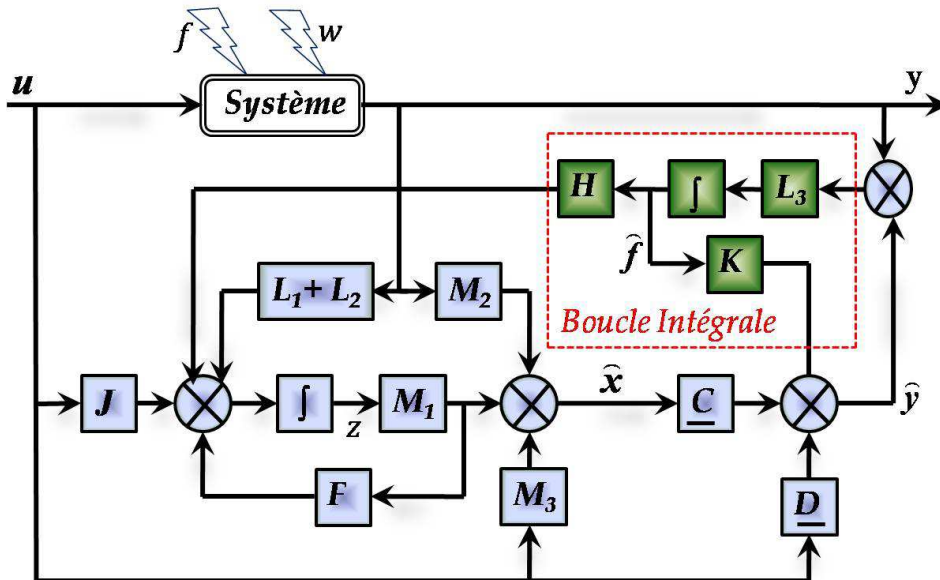 f w
u Système y
H ∫ L₃
f̂ K
L₁ + L₂ M₂
Boucle Intégrale
J ∫ z M₁ x̂ C ŷ
F M₃ D